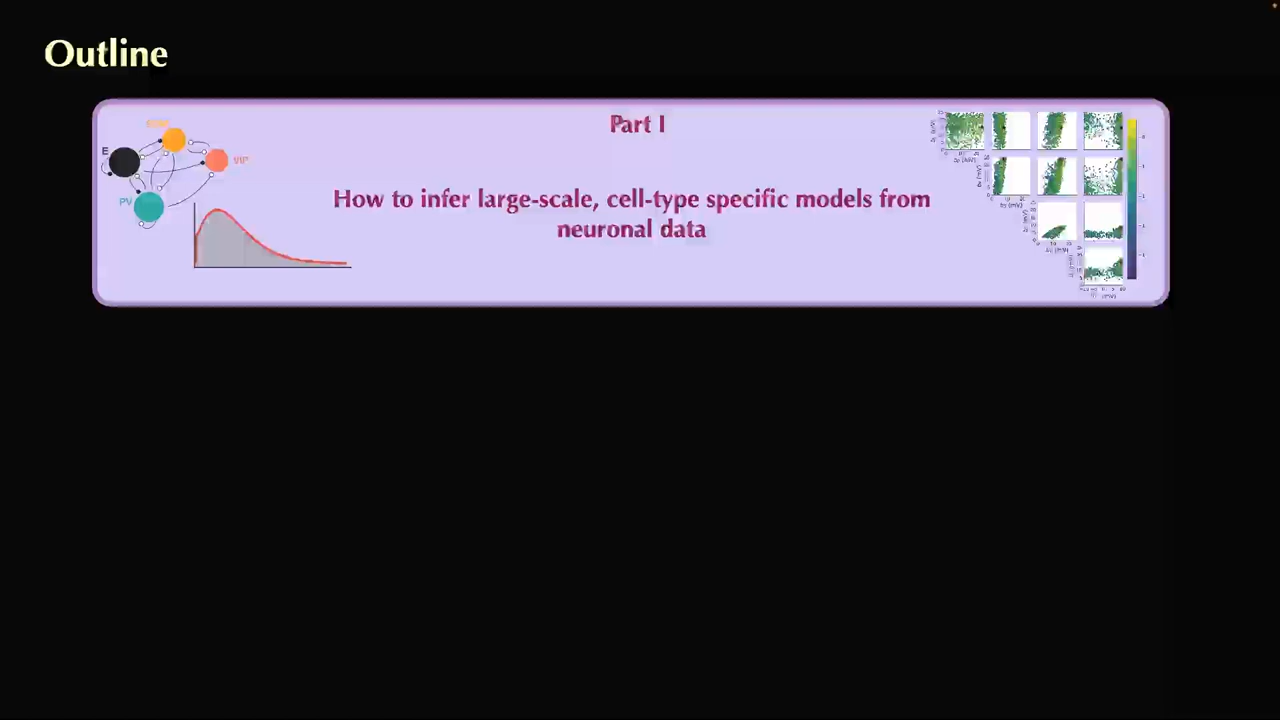 Outline
Part I
E
VIP
PV
How to infer large-scale, cell-type specific models from
neuronal data